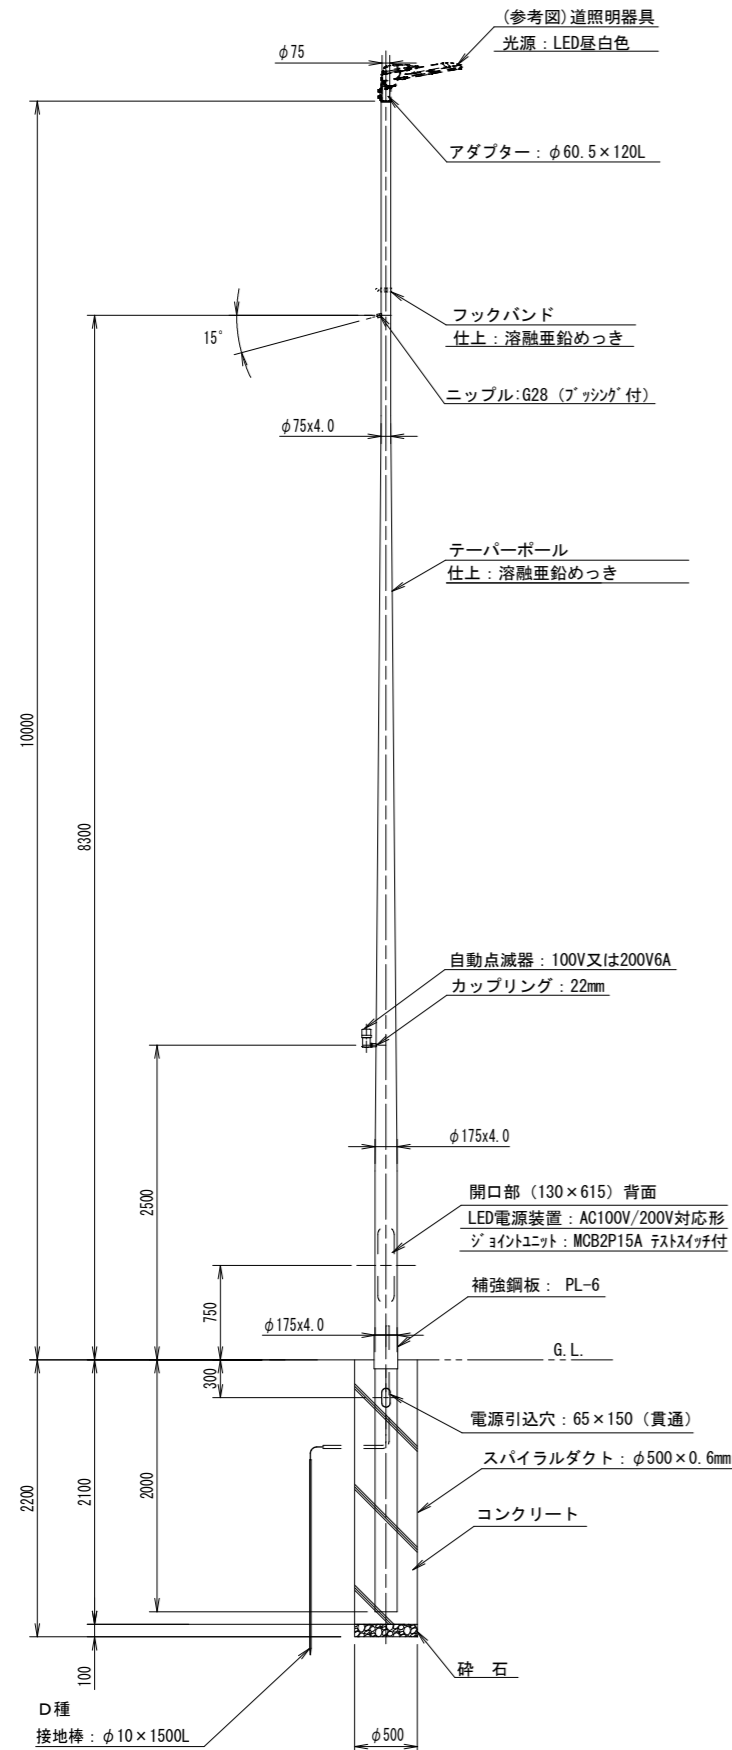 (参考図)道路照明器具
光源：LED昼白色
φ75
アダプター：φ60.5×120L
フックバンド
仕上：溶融亜鉛めっき
15°
ニップル:G28（ブッシング付）
φ75x4.0
テーパーポール
仕上：溶融亜鉛めっき
10000
8300
自動点滅器：100V又は200V6A
カップリング：22mm
φ175x4.0
2500
開口部（130×615）背面
LED電源装置：AC100V/200V対応形
ジョイントユニット：MCB2P15A テストスイッチ付
750
補強鋼板： PL-6
φ175x4.0
G.L.
300
電源引込穴：65×150（貫通）
スパイラルダクト：φ500×0.6mm
2200
2100
2000
コンクリート
100
砕　石
D種
接地棒：φ10×1500L
φ500